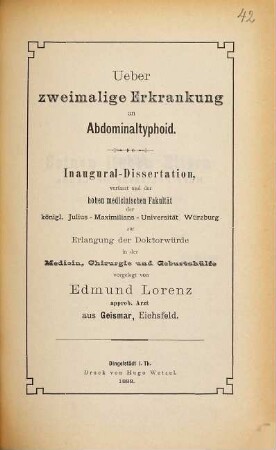 42
Ueber
zweimalige Erkrankung
an
Abdominaltyphoid.
Inaugural-Dissertation,
verfasst und der
hohen medicinischen Fakultät
der
königl. Julius-Maximilians-Universität Würzburg
zur
Erlangung der Doktorwürde
in der
Medicin, Chirurgie und Geburtshülfe
vorgelegt von
Edmund Lorenz
approb. Arzt
aus Geismar, Eichsfeld.
Dingelstädt i. Th.
Druck von Hugo Wetzel.